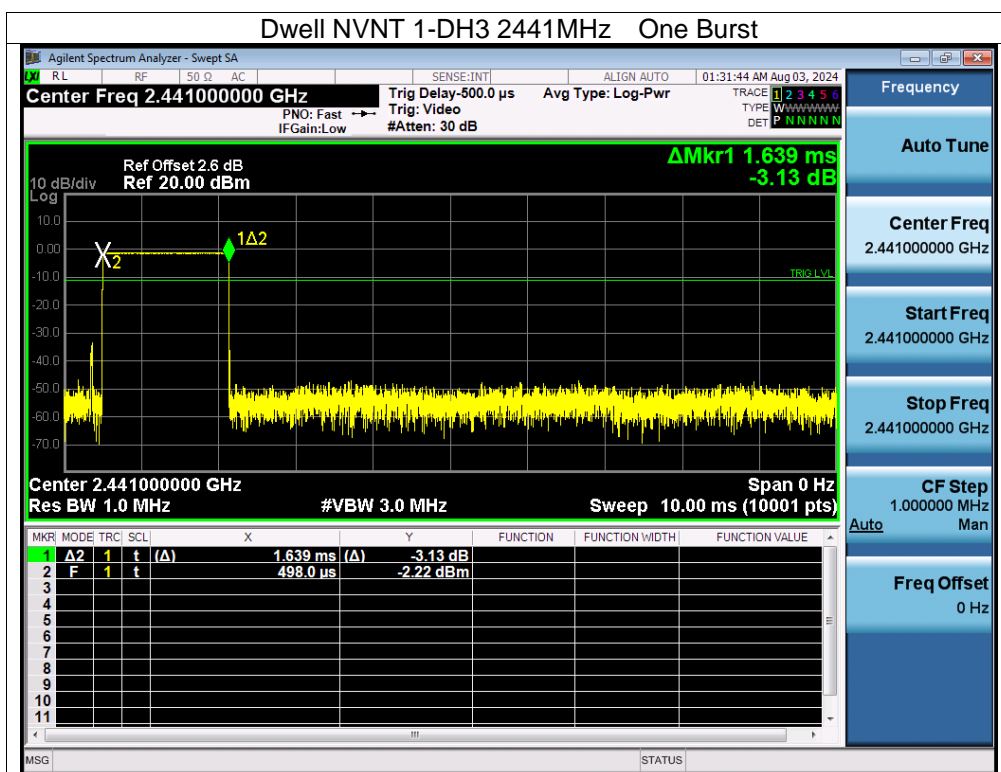 Dwell NVNT 1-DH3 2441MHz One Burst
Agilent Spectrum Analyzer - Swept SA
RL RF 50 Ω AC SENSE:INT ALIGN AUTO 01:31:44 AM Aug 03, 2024
Center Freq 2.441000000 GHz
PNO: Fast
IFGain:Low
Trig Delay-500.0 µs
Trig: Video
#Atten: 30 dB
Avg Type: Log-Pwr
TRACE 1 2 3 4 5 6
TYPE WWWWWWW
DET P N N N N N
ΔMkr1 1.639 ms
-3.13 dB
Ref Offset 2.6 dB
10 dB/div Ref 20.00 dBm
Log
10.0
0.00
-10.0
-20.0
-30.0
-40.0
-50.0
-60.0
-70.0
2
1Δ2
TRIG LVL
Center 2.441000000 GHz Span 0 Hz
Res BW 1.0 MHz #VBW 3.0 MHz Sweep 10.00 ms (10001 pts)
MKR MODE TRC SCL X Y FUNCTION FUNCTION WIDTH FUNCTION VALUE
1 Δ2 1 t (Δ) 1.639 ms (Δ) -3.13 dB
2 F 1 t 498.0 µs -2.22 dBm
3
4
5
6
7
8
9
10
11
MSG STATUS
Frequency
Auto Tune
Center Freq
2.441000000 GHz
Start Freq
2.441000000 GHz
Stop Freq
2.441000000 GHz
CF Step
1.000000 MHz
Auto Man
Freq Offset
0 Hz